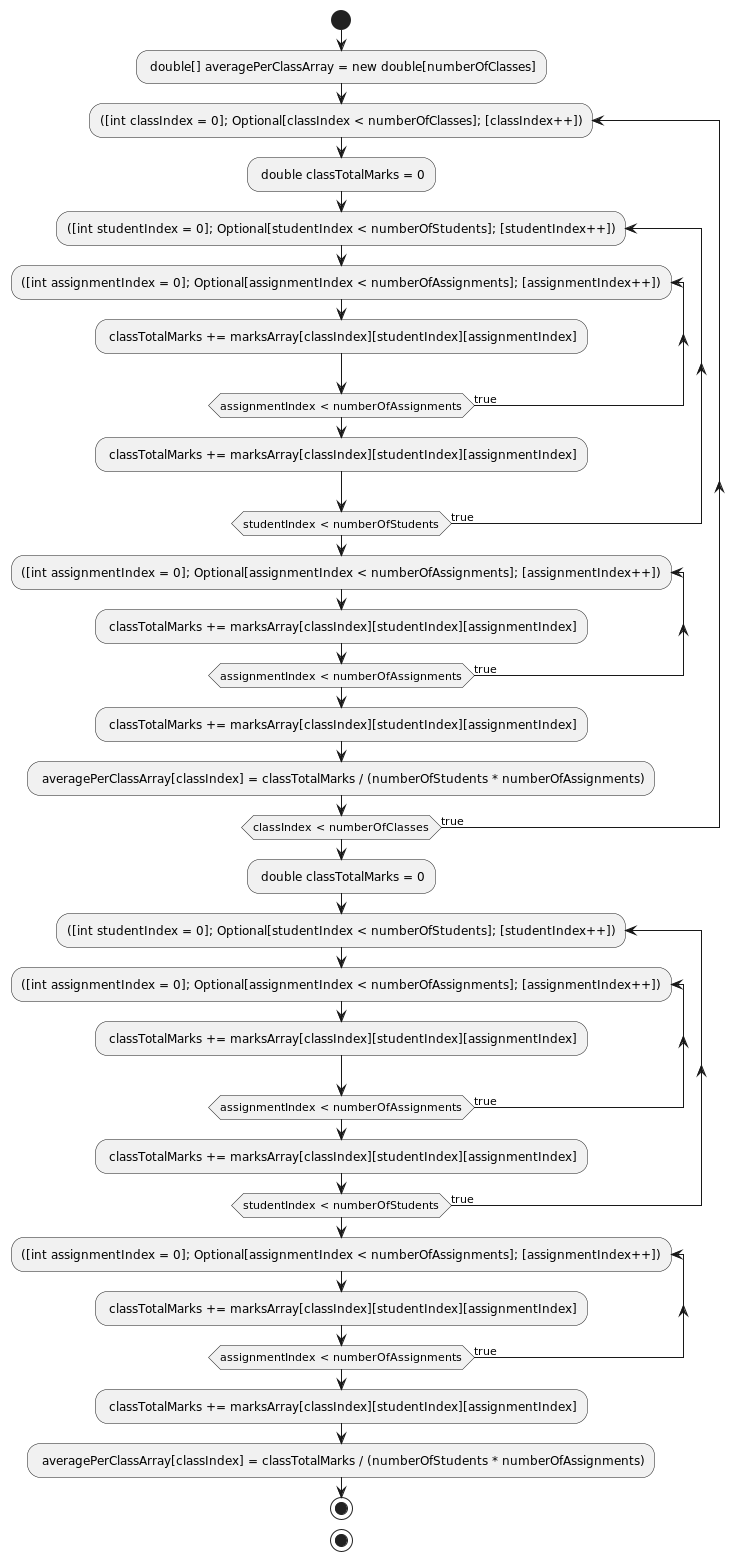 double[] averagePerClassArray = new double[numberOfClasses]
([int classIndex = 0]; Optional[classIndex < numberOfClasses]; [classIndex++])
double classTotalMarks = 0
([int studentIndex = 0]; Optional[studentIndex < numberOfStudents]; [studentIndex++])
([int assignmentIndex = 0]; Optional[assignmentIndex < numberOfAssignments]; [assignmentIndex++])
classTotalMarks += marksArray[classIndex][studentIndex][assignmentIndex]
assignmentIndex < numberOfAssignments true
classTotalMarks += marksArray[classIndex][studentIndex][assignmentIndex]
studentIndex < numberOfStudents true
([int assignmentIndex = 0]; Optional[assignmentIndex < numberOfAssignments]; [assignmentIndex++])
classTotalMarks += marksArray[classIndex][studentIndex][assignmentIndex]
assignmentIndex < numberOfAssignments true
classTotalMarks += marksArray[classIndex][studentIndex][assignmentIndex]
averagePerClassArray[classIndex] = classTotalMarks / (numberOfStudents * numberOfAssignments)
classIndex < numberOfClasses true
double classTotalMarks = 0
([int studentIndex = 0]; Optional[studentIndex < numberOfStudents]; [studentIndex++])
([int assignmentIndex = 0]; Optional[assignmentIndex < numberOfAssignments]; [assignmentIndex++])
classTotalMarks += marksArray[classIndex][studentIndex][assignmentIndex]
assignmentIndex < numberOfAssignments true
classTotalMarks += marksArray[classIndex][studentIndex][assignmentIndex]
studentIndex < numberOfStudents true
([int assignmentIndex = 0]; Optional[assignmentIndex < numberOfAssignments]; [assignmentIndex++])
classTotalMarks += marksArray[classIndex][studentIndex][assignmentIndex]
assignmentIndex < numberOfAssignments true
classTotalMarks += marksArray[classIndex][studentIndex][assignmentIndex]
averagePerClassArray[classIndex] = classTotalMarks / (numberOfStudents * numberOfAssignments)